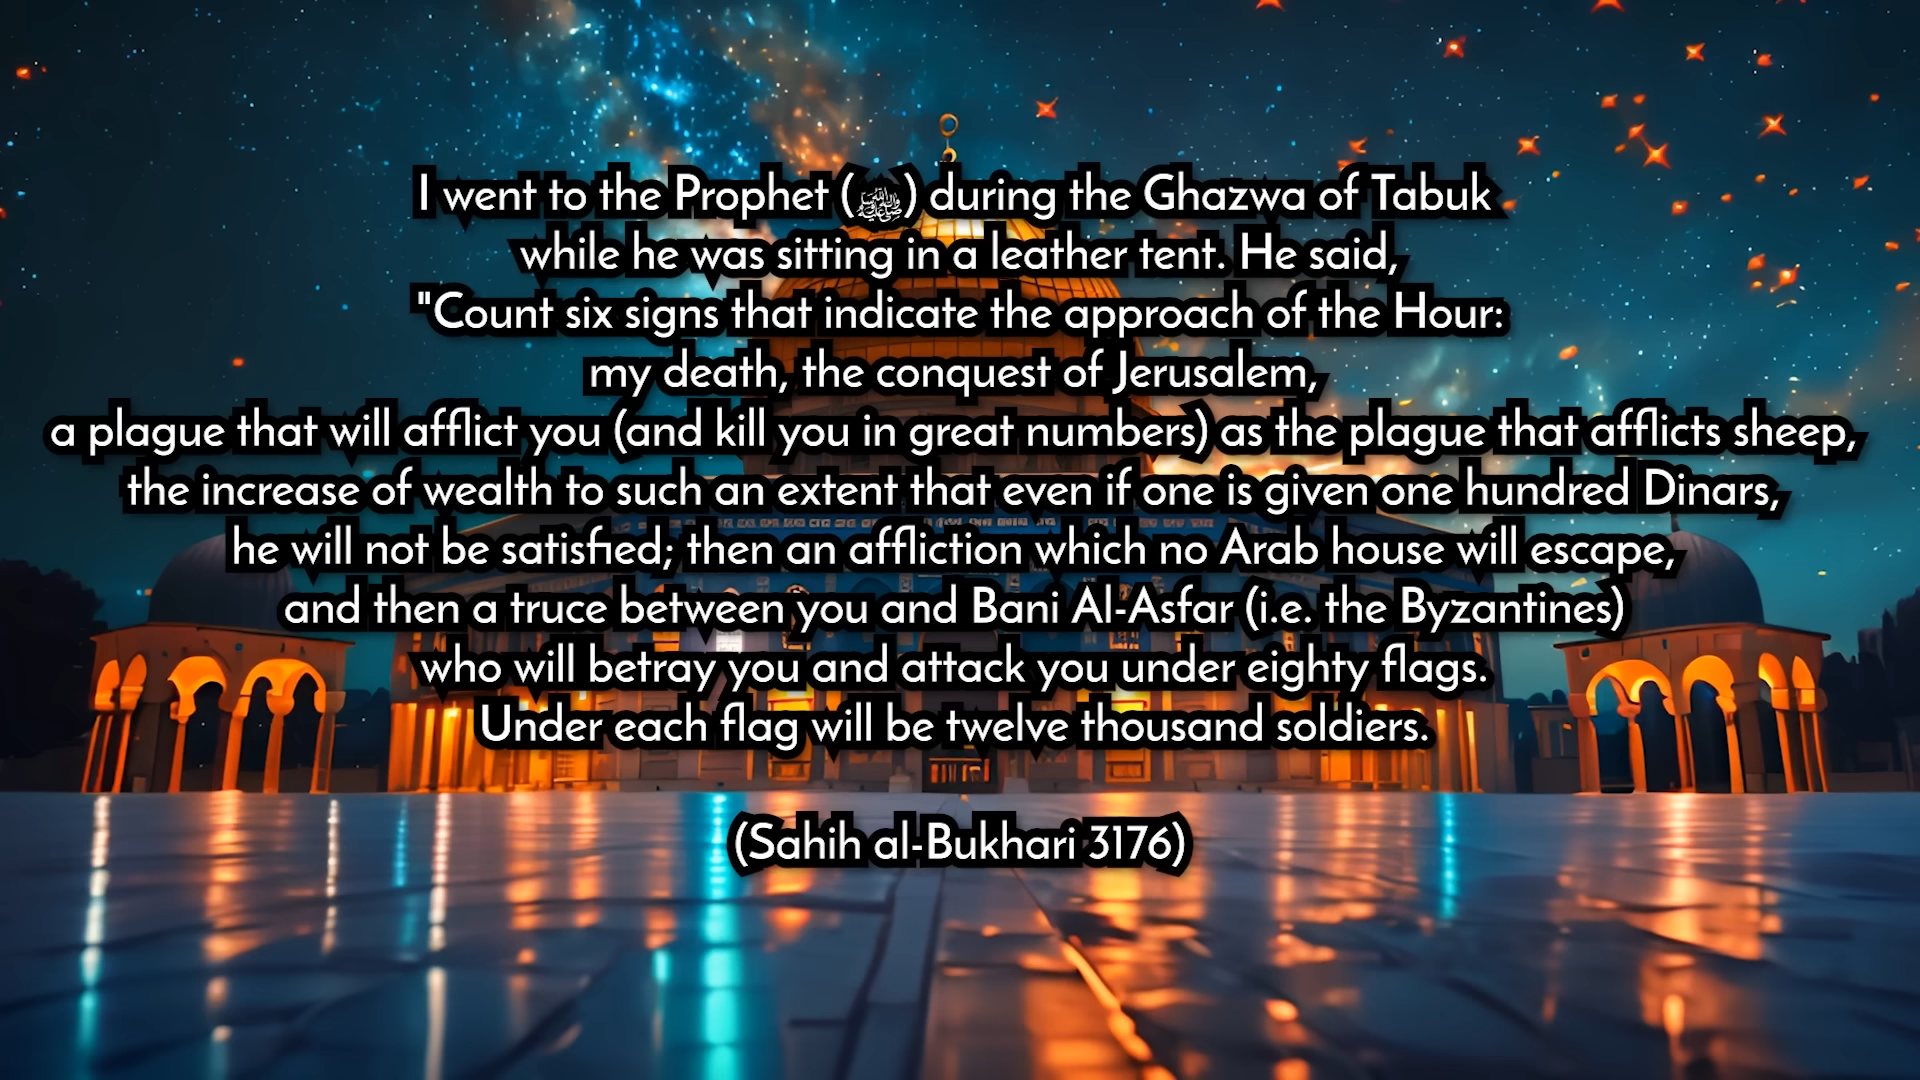 I went to the Prophet (ﷺ) during the Ghazwa of Tabuk
while he was sitting in a leather tent. He said,
"Count six signs that indicate the approach of the Hour:
my death, the conquest of Jerusalem,
a plague that will afflict you (and kill you in great numbers) as the plague that afflicts sheep,
the increase of wealth to such an extent that even if one is given one hundred Dinars,
he will not be satisfied; then an affliction which no Arab house will escape,
and then a truce between you and Bani Al-Asfar (i.e. the Byzantines)
who will betray you and attack you under eighty flags.
Under each flag will be twelve thousand soldiers.
(Sahih al-Bukhari 3176)